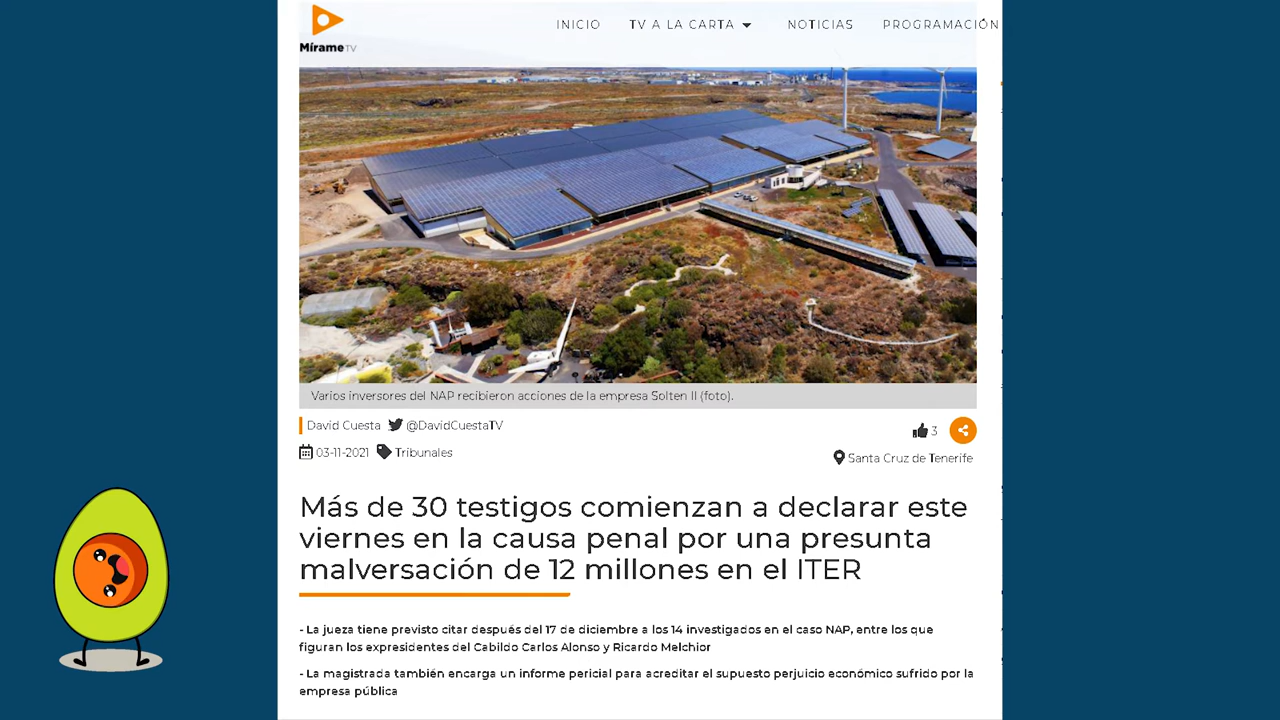 INICIO TV A LA CARTA NOTICIAS PROGRAMACIÓN
Mírame TV
Varios inversores del NAP recibieron acciones de la empresa Solten II (foto).
David Cuesta @DavidCuestaTV
3
03-11-2021 Tribunales
Santa Cruz de Tenerife
Más de 30 testigos comienzan a declarar este
viernes en la causa penal por una presunta
malversación de 12 millones en el ITER
- La jueza tiene previsto citar después del 17 de diciembre a los 14 investigados en el caso NAP, entre los que
figuran los expresidentes del Cabildo Carlos Alonso y Ricardo Melchior
- La magistrada también encarga un informe pericial para acreditar el supuesto perjuicio económico sufrido por la
empresa pública